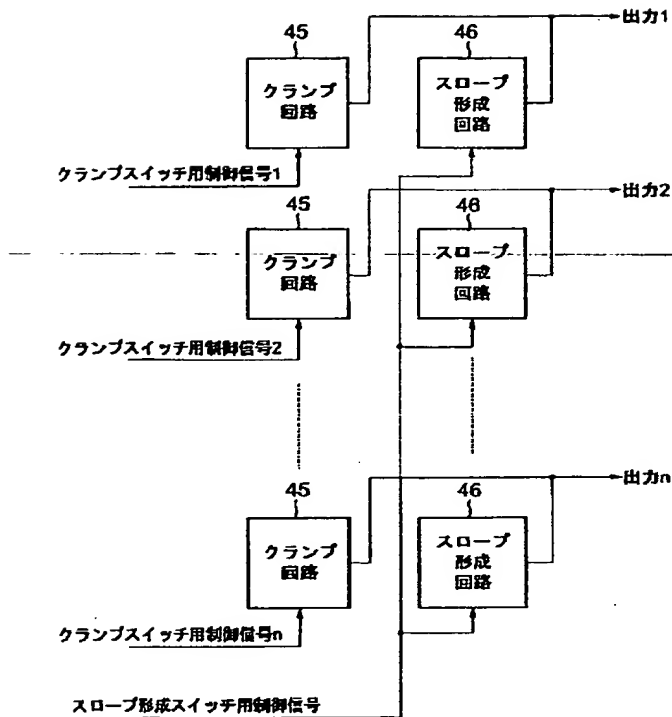 出力1
45
46
クランプ
回路
スロープ
形成
回路
クランプスイッチ用制御信号1
出力2
45
46
クランプ
回路
スロープ
形成
回路
クランプスイッチ用制御信号2
出力n
45
46
クランプ
回路
スロープ
形成
回路
クランプスイッチ用制御信号n
スロープ形成スイッチ用制御信号